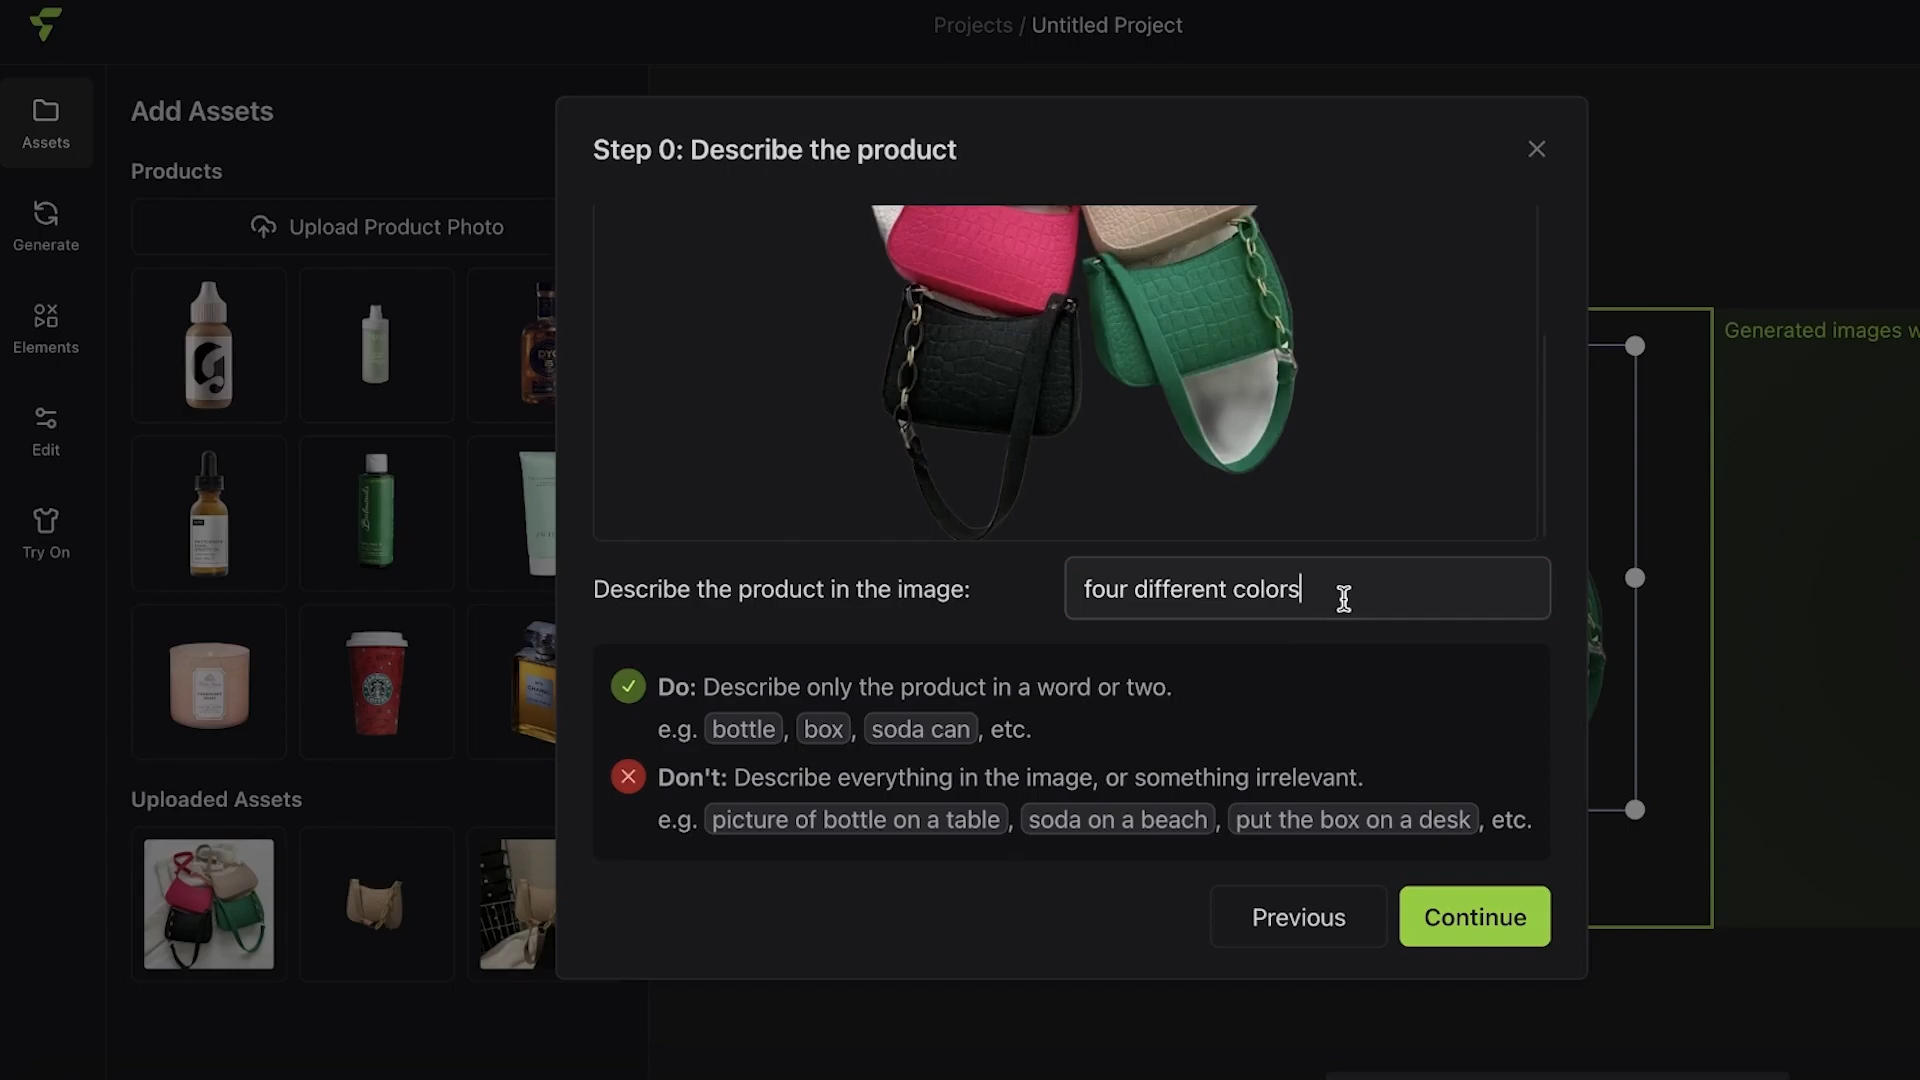 Projects / Untitled Project
Assets
Generate
Elements
Edit
Try On
Add Assets
Products
Upload Product Photo
Uploaded Assets
Step 0: Describe the product
Describe the product in the image:
four different colors
Do: Describe only the product in a word or two.
e.g. bottle, box, soda can, etc.
Don't: Describe everything in the image, or something irrelevant.
e.g. picture of bottle on a table, soda on a beach, put the box on a desk, etc.
Previous
Continue
Generated images w